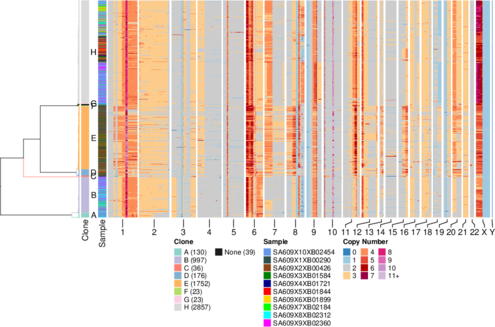 H
G
E
D
C
B
A
Clone
Sample
1 2 3 4 5 6 7 8 9 10 11 12 13 14 15 16 17 18 19 20 21 22 X Y
Clone
A (130)
B (997)
C (36)
D (176)
E (1752)
F (23)
G (23)
H (2857)
None (39)
Sample
SA609X10XB02454
SA609X1XB00290
SA609X2XB00426
SA609X3XB01584
SA609X4XB01721
SA609X5XB01844
SA609X6XB01899
SA609X7XB02184
SA609X8XB02312
SA609X9XB02360
Copy Number
0 4 8
1 5 9
2 6 10
3 7 11+